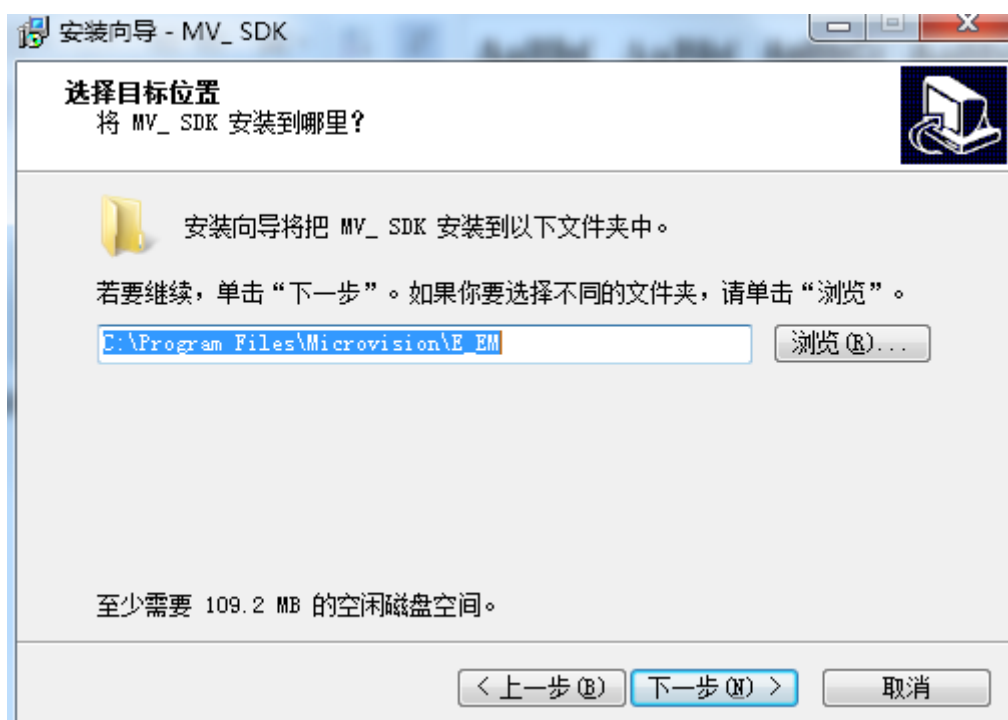 安装向导 - MV_ SDK
选择目标位置
将 MV_ SDK 安装到哪里?
安装向导将把 MV_ SDK 安装到以下文件夹中。
若要继续，单击“下一步”。如果你要选择不同的文件夹，请单击“浏览”。
C:\Program Files\Microvision\E_EM
浏览(R)...
至少需要 109.2 MB 的空闲磁盘空间。
< 上一步(B)
下一步(N) >
取消